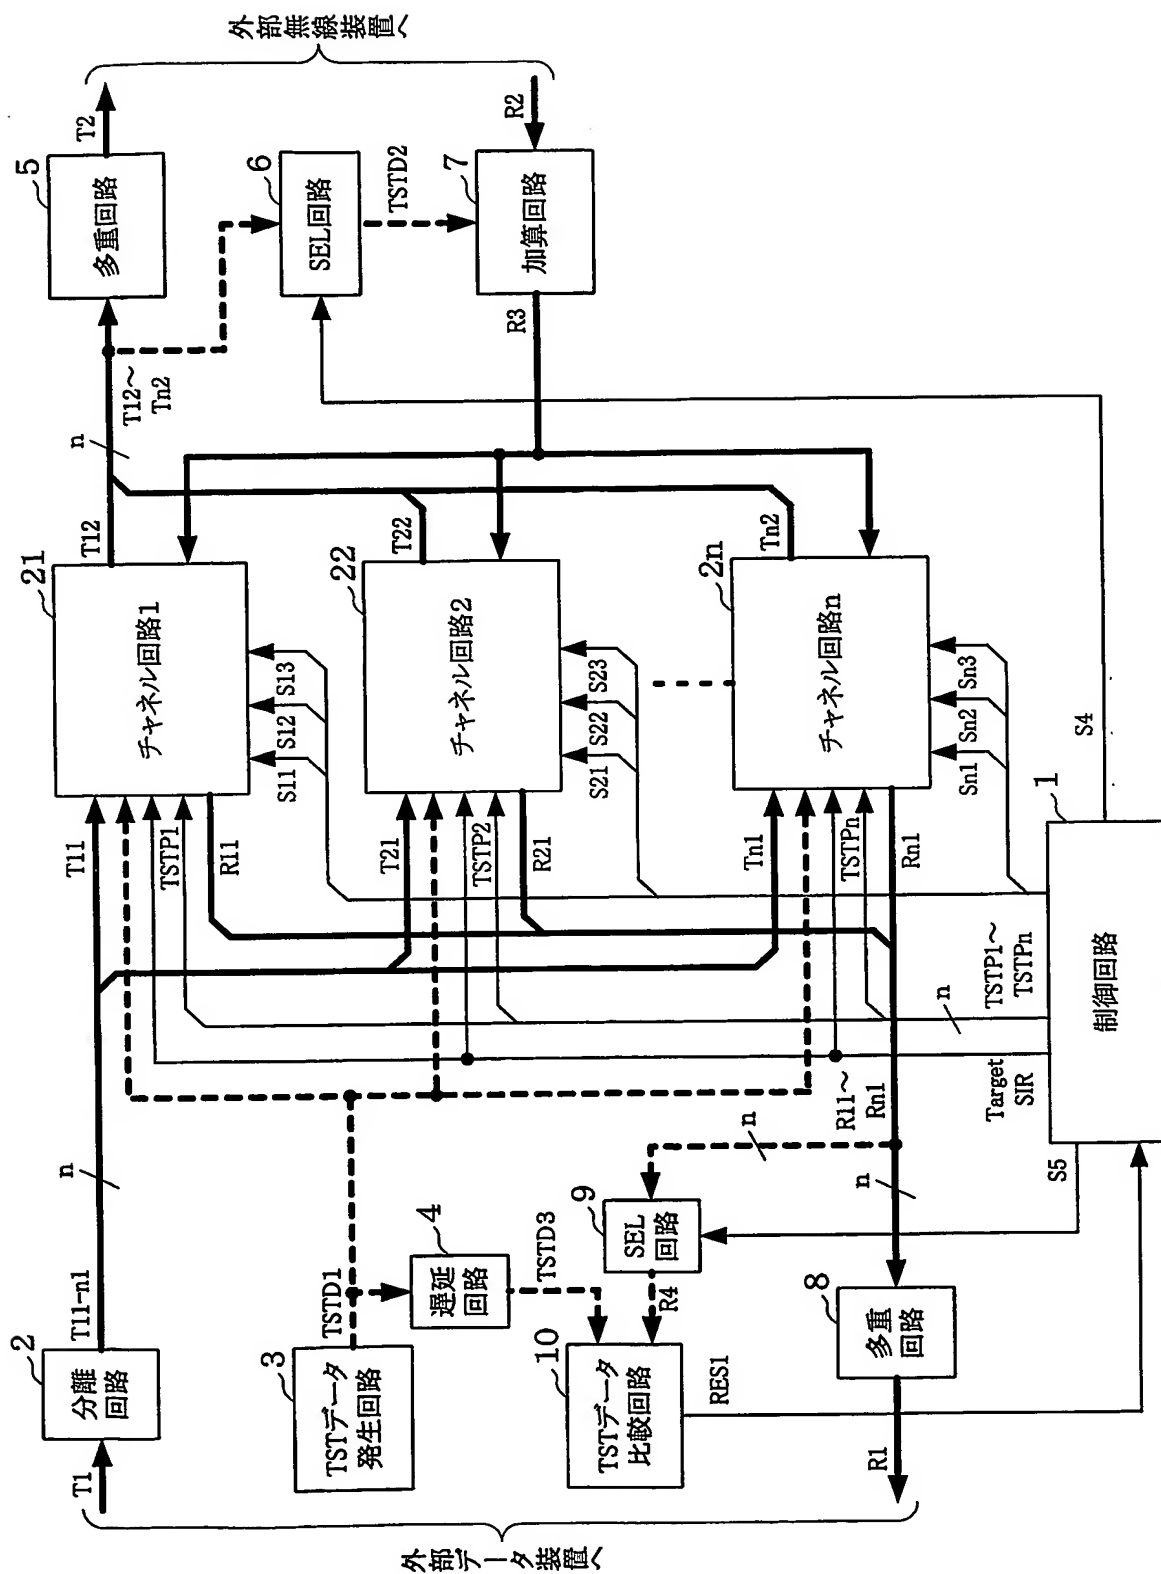 外部データ装置へ
T1
2
分離
回路
T11-n1
n
T11
3
TSTデータ
発生回路
TSTD1
4
遅延
回路
TSTD3
10
TSTデータ
比較回路
RES1
9
SEL
回路
R4
n
R11～
Rn1
8
多重
回路
n
R1
S5
1
制御回路
Target
SIR
n
TSTP1～
TSTPn
S4
21
チャネル回路1
TSTP1
R11
S11
S12
S13
T12
22
チャネル回路2
T21
TSTP2
R21
S21
S22
S23
T22
2n
チャネル回路n
Tn1
TSTPn
Rn1
Sn1
Sn2
Sn3
Tn2
n
T12～
Tn2
5
多重回路
T2
6
SEL回路
TSTD2
7
加算回路
R2
R3
外部無線装置へ